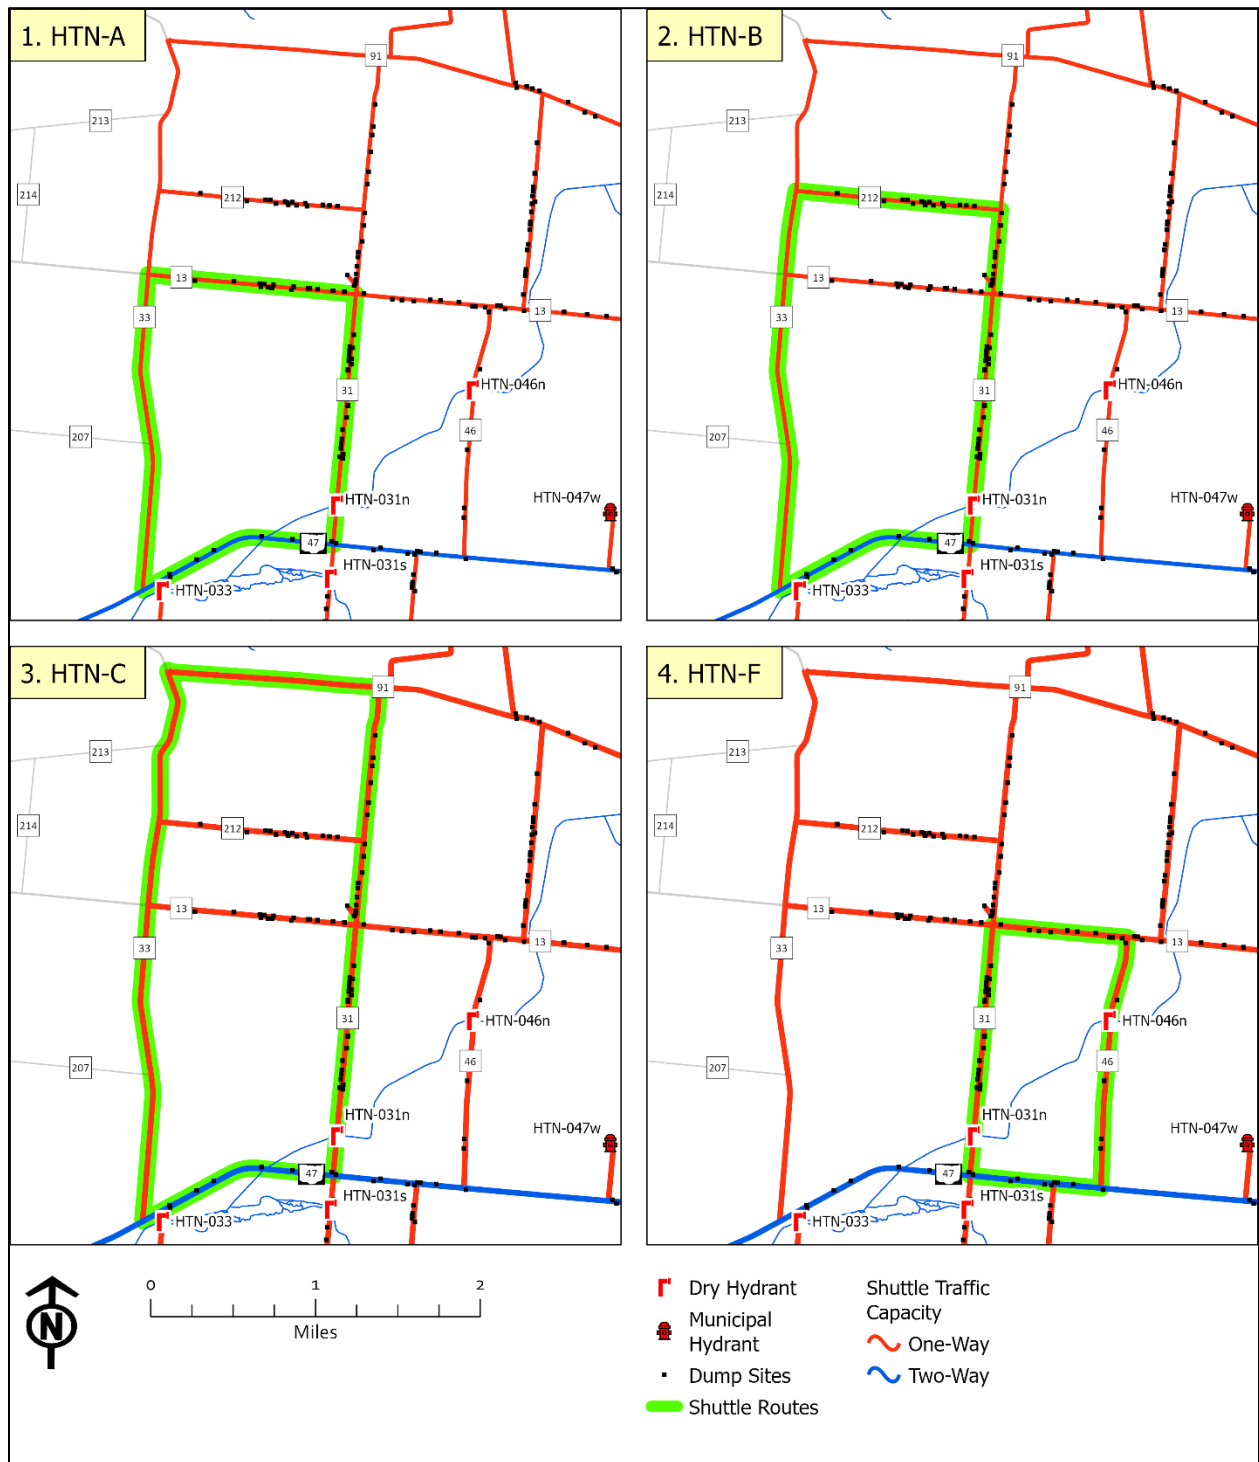 1. HTN-A
91
213
214
212
13
13
33
HTN-046n
31
46
207
HTN-031n
HTN-047w
47
HTN-031s
HTN-033
2. HTN-B
91
213
214
212
13
13
33
HTN-046n
31
46
207
HTN-031n
HTN-047w
47
HTN-031s
HTN-033
3. HTN-C
91
213
214
212
13
13
33
31
HTN-046n
46
207
HTN-031n
HTN-047w
47
HTN-031s
HTN-033
4. HTN-F
91
213
214
212
13
13
33
31
HTN-046n
46
207
HTN-031n
HTN-047w
47
HTN-031s
HTN-033
N
0 1 2
Miles
Dry Hydrant
Municipal
Hydrant
Dump Sites
Shuttle Routes
Shuttle Traffic
Capacity
One-Way
Two-Way